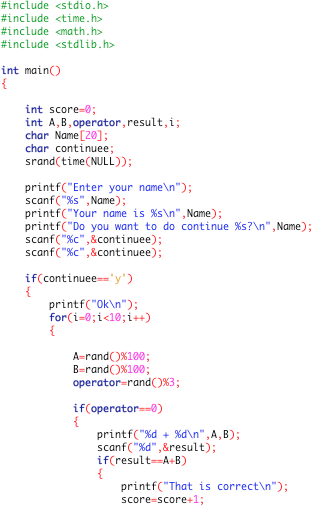 #include <stdio.h>
#include <time.h>
#include <math.h>
#include <stdlib.h>
int main()
{
int score=0;
int A,B,operator,result,i;
char Name[20];
char continuee;
srand(time(NULL));
printf("Enter your name\n");
scanf("%s",Name);
printf("Your name is %s\n",Name);
printf("Do you want to do continue %s?\n",Name);
scanf("%c",&continuee);
scanf("%c",&continuee);
if(continuee=='y')
{
printf("Ok\n");
for(i=0;i<10;i++)
{
A=rand()%100;
B=rand()%100;
operator=rand()%3;
if(operator==0)
{
printf("%d + %d\n",A,B);
scanf("%d",&result);
if(result==A+B)
{
printf("That is correct\n");
score=score+1;